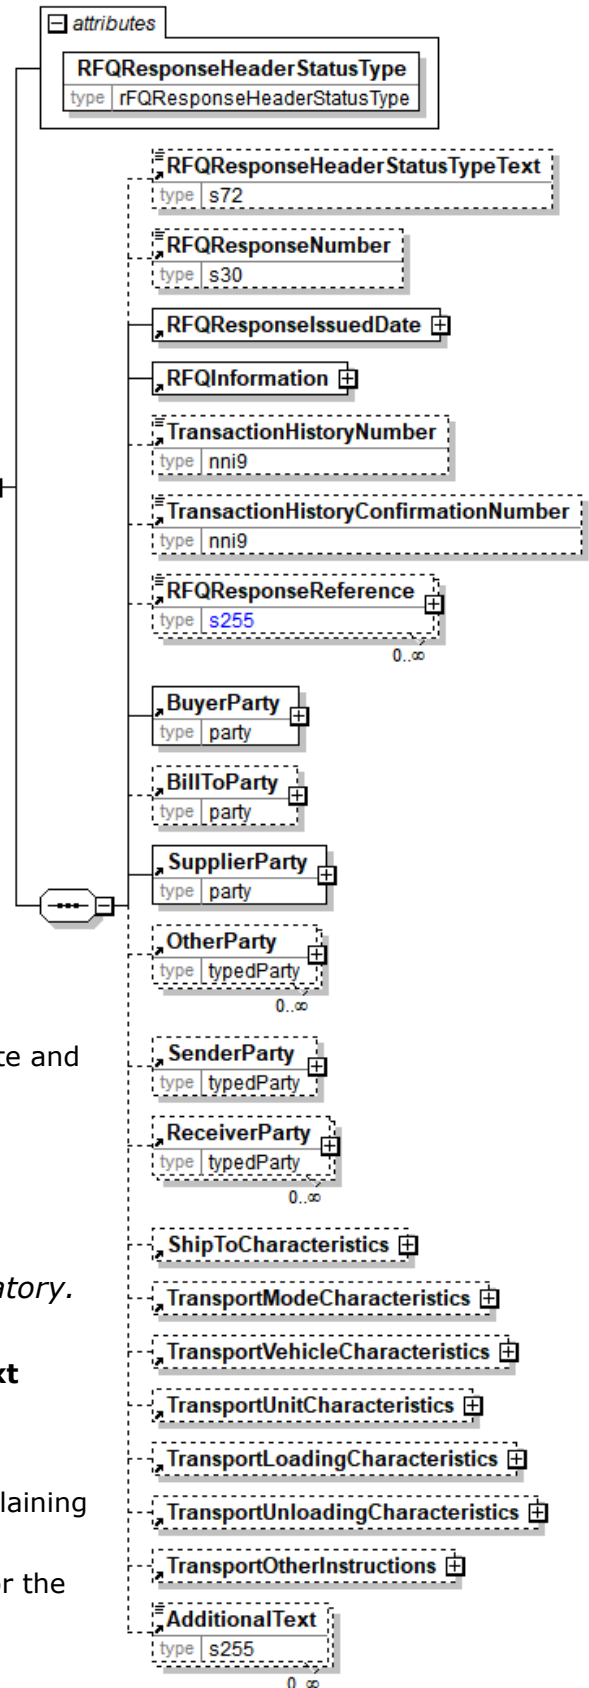 attributes
RFQResponseHeaderStatusType
type rFQResponseHeaderStatusType
RFQResponseHeaderStatusTypeText
type s72
RFQResponseNumber
type s30
RFQResponseIssuedDate
RFQInformation
TransactionHistoryNumber
type nni9
TransactionHistoryConfirmationNumber
type nni9
RFQResponseReference
type s255
0..∞
BuyerParty
type party
BillToParty
type party
SupplierParty
type party
OtherParty
type typedParty
0..∞
te and
SenderParty
type typedParty
ReceiverParty
type typedParty
0..∞
ShipToCharacteristics
atory.
TransportModeCharacteristics
TransportVehicleCharacteristics
xt
TransportUnitCharacteristics
TransportLoadingCharacteristics
laining
TransportUnloadingCharacteristics
TransportOtherInstructions
or the
AdditionalText
type s255
0..∞